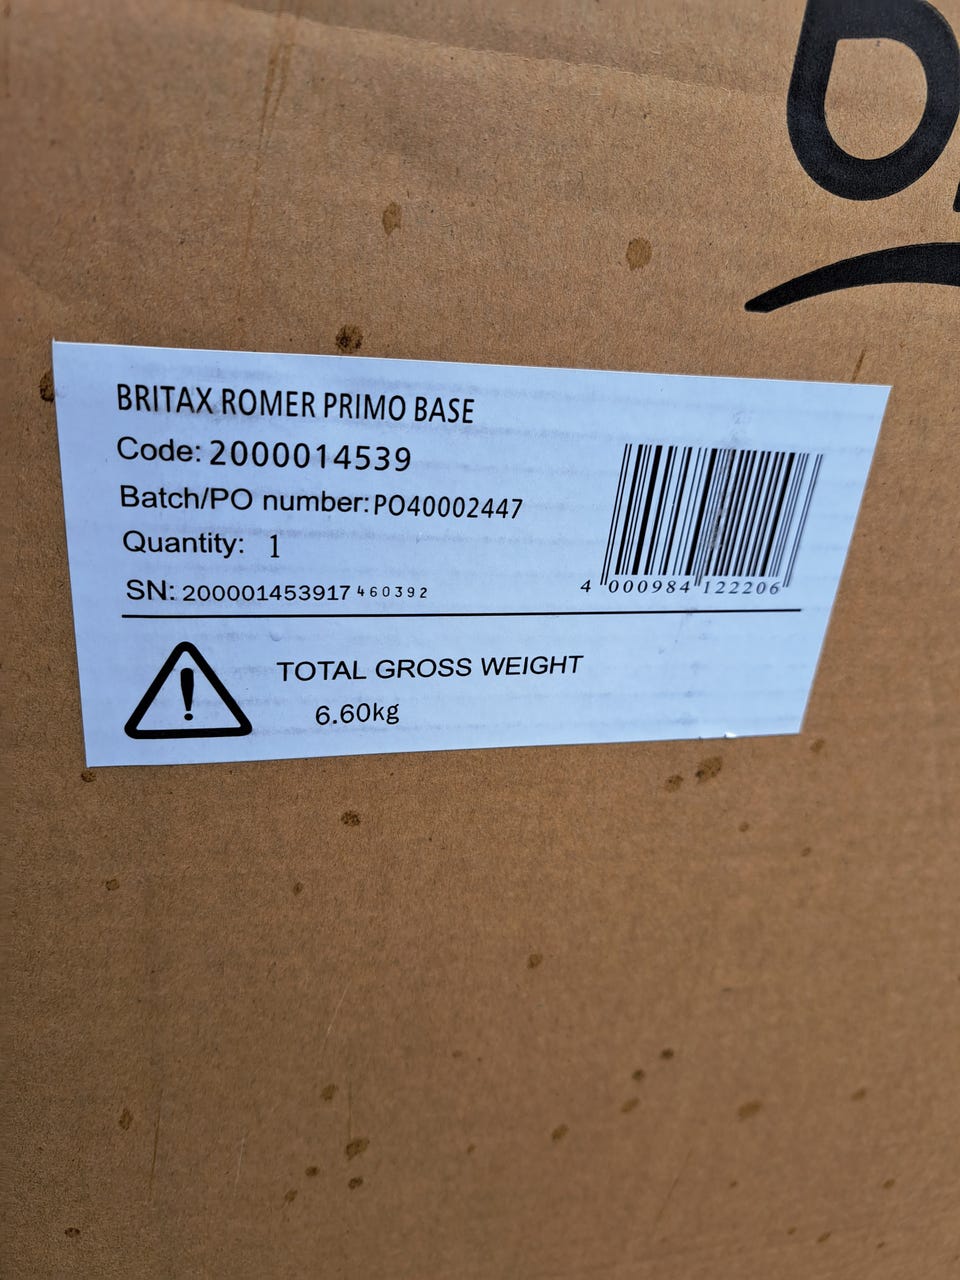 BRITAX ROMER PRIMO BASE
Code: 2000014539
Batch/PO number: PO40002447
Quantity: 1
SN: 200001453917 460392
4 000984 122206
TOTAL GROSS WEIGHT
6.60kg